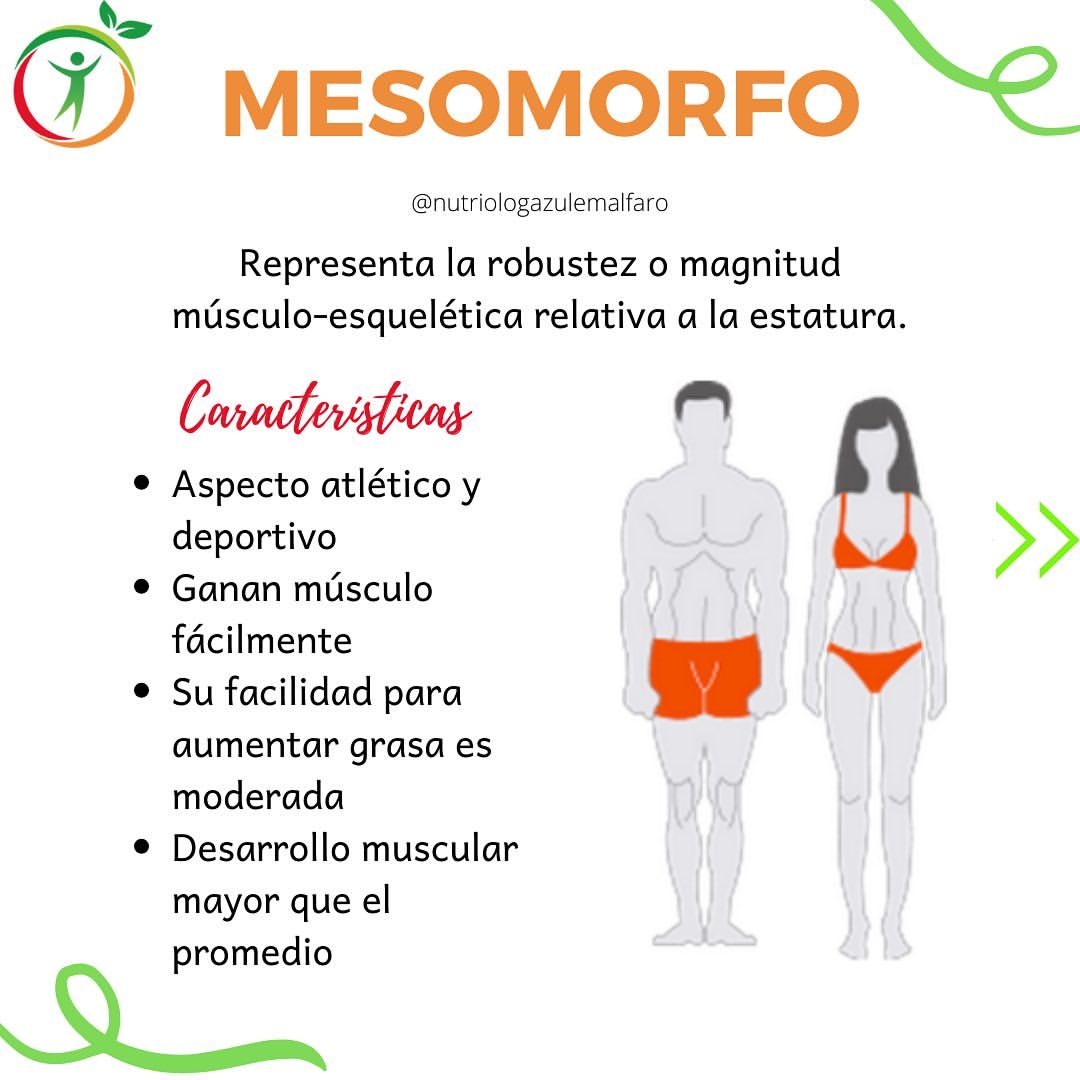 MESOMORFO
@nutriologazulemalfaro
Representa la robustez o magnitud
músculo-esquelética relativa a la estatura.
Características
• Aspecto atlético y
deportivo
• Ganan músculo
fácilmente
• Su facilidad para
aumentar grasa es
moderada
• Desarrollo muscular
mayor que el
promedio